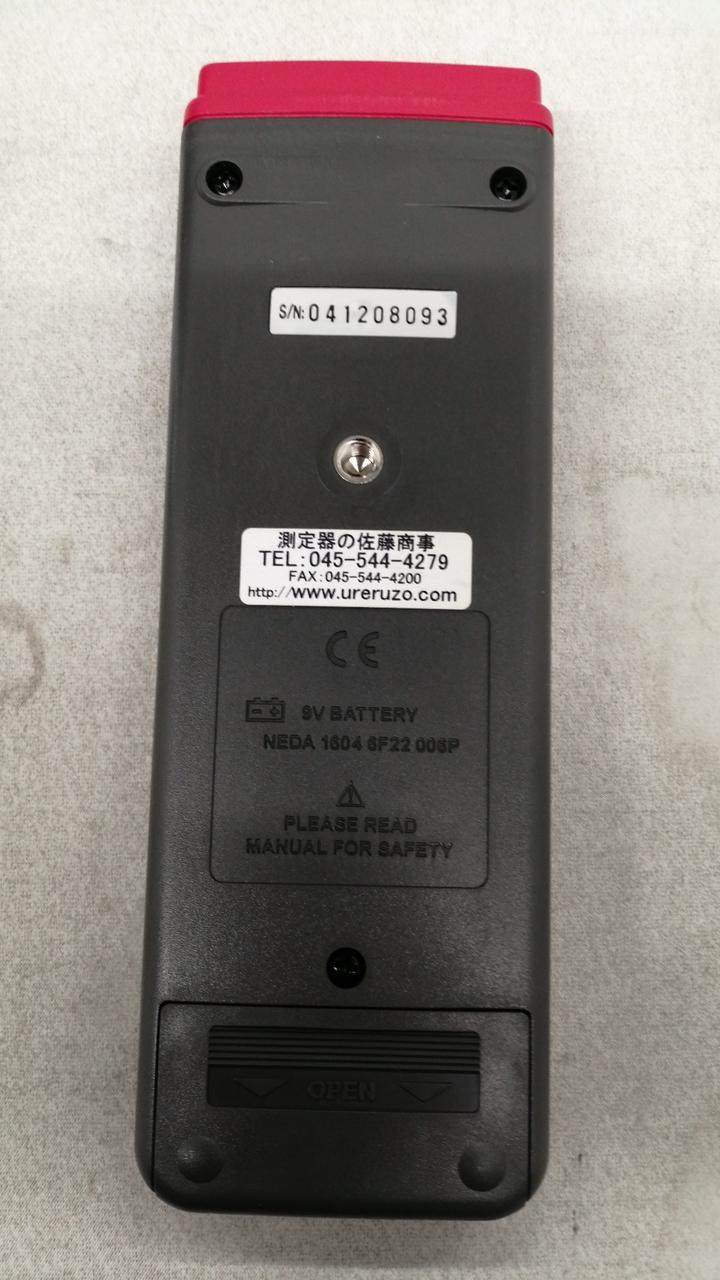 S/N:041208093
測定器の佐藤商事
TEL:045-544-4279
FAX:045-544-4200
http://www.ureruzo.com
CE
9V BATTERY
NEDA 1604 6F22 006P
PLEASE READ
MANUAL FOR SAFETY
OPEN